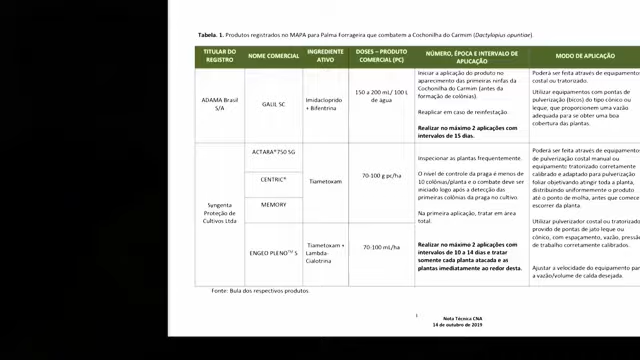 Tabela. 1. Produtos registrados no MAPA para Palma Forrageira que combatem a Cochonilha do Carmim (Dactylopius opuntiae).
TITULAR DO REGISTRO
NOME COMERCIAL
INGREDIENTE ATIVO
DOSES – PRODUTO COMERCIAL (PC)
NÚMERO, ÉPOCA E INTERVALO DE APLICAÇÃO
MODO DE APLICAÇÃO
ADAMA Brasil S/A
GALIL SC
Imidacloprido + Bifentrina
150 a 200 mL/ 100 L de água
Iniciar a aplicação do produto no
aparecimento das primeiras ninfas da
Cochonilha do Carmim (antes da
formação de colônias).
Reaplicar em caso de reinfestação.
Realizar no máximo 2 aplicações com
intervalos de 15 dias.
Poderá ser feita através de equipamento
costal ou tratorizado.
Utilizar equipamentos com pontas de
pulverização (bicos) do tipo cônico ou
leque, que proporcionem uma vazão
adequada para se obter uma boa
cobertura das plantas.
Syngenta
Proteção de
Cultivos Ltda
ACTARA® 750 SG
CENTRIC®
MEMORY
Tiametoxam
70-100 g pc/ha
Inspecionar as plantas frequentemente.
O nível de controle da praga é menos de
10 colônias/planta e o combate deve ser
iniciado logo após a detecção das
primeiras colônias da praga no cultivo.
Na primeira aplicação, tratar em área
total.
Realizar no máximo 2 aplicações com
intervalos de 10 a 14 dias e tratar
somente cada planta atacada e as
plantas imediatamente ao redor desta.
ENGEO PLENO™ S
Tiametoxam +
Lambda-
Cialotrina
70-100 mL/ha
Poderá ser feita através de equipamentos
de pulverização costal manual ou
equipamento tratorizado corretamente
calibrado e adaptado para pulverização
foliar objetivando atingir toda a planta,
distribuindo uniformemente o produto
até o ponto de molha, antes que comece
escorrer da planta.
Utilizar pulverizador costal ou tratorizado
provido de pontas de jato leque ou
cônico, com espaçamento, vazão, pressão
de trabalho corretamente calibrados.
Ajustar a velocidade do equipamento para
a vazão/volume de calda desejada.
Fonte: Bula dos respectivos produtos
Nota Técnica CNA
14 de outubro de 2019